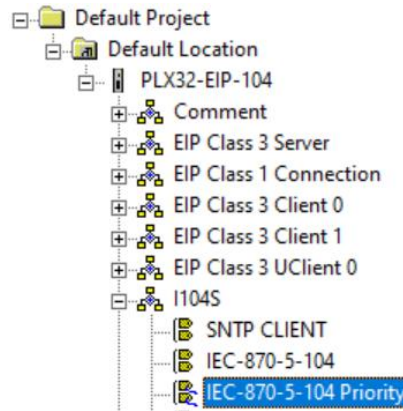 Default Project
Default Location
PLX32-EIP-104
Comment
EIP Class 3 Server
EIP Class 1 Connection
EIP Class 3 Client 0
EIP Class 3 Client 1
EIP Class 3 UClient 0
I104S
SNTP CLIENT
IEC-870-5-104
IEC-870-5-104 Priority